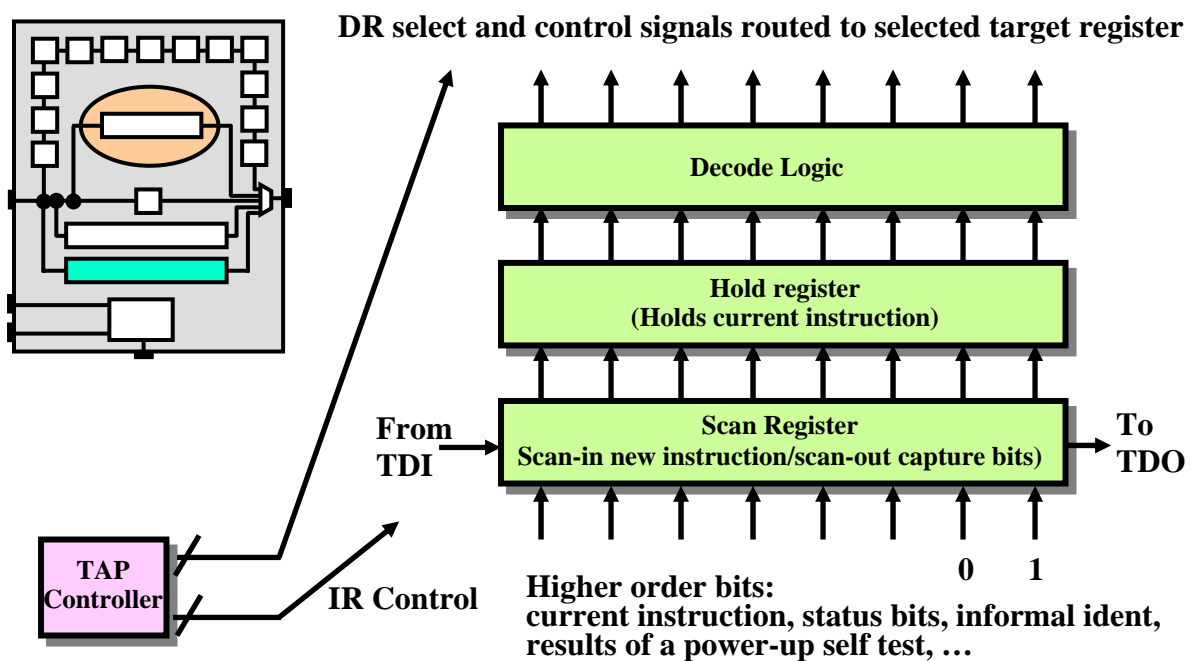 DR select and control signals routed to selected target register
Decode Logic
Hold register
(Holds current instruction)
From
TDI
Scan Register
Scan-in new instruction/scan-out capture bits)
To
TDO
TAP
Controller
IR Control
0 1
Higher order bits:
current instruction, status bits, informal ident,
results of a power-up self test, …